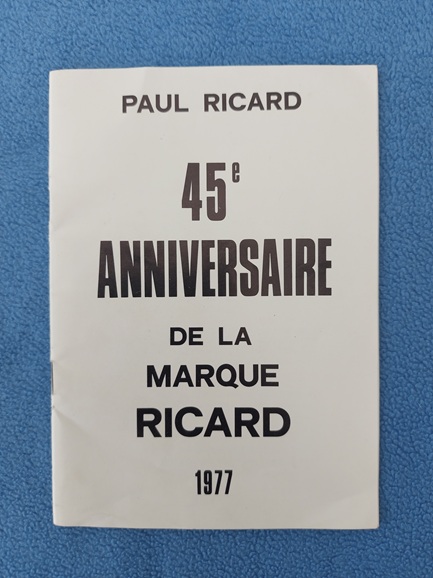 PAUL RICARD
45e
ANNIVERSAIRE
DE LA
MARQUE
RICARD
1977